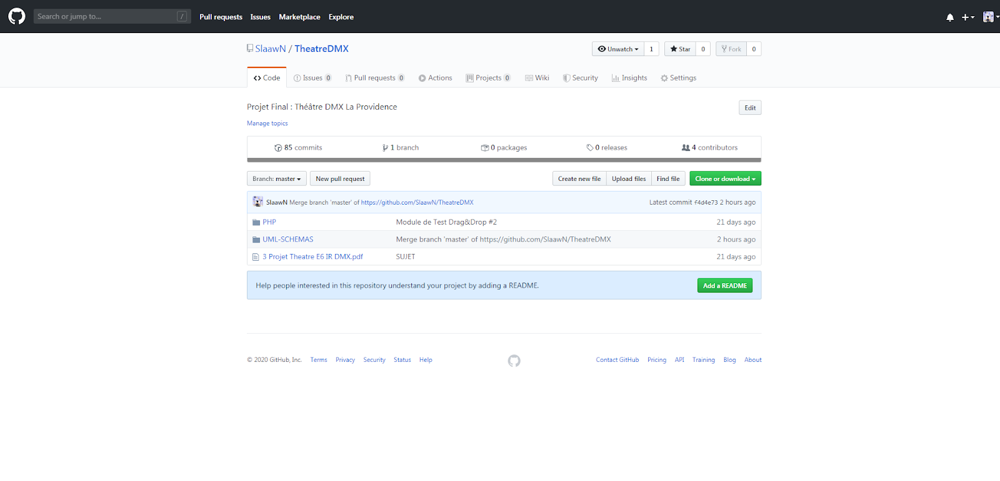 Search or jump to... /
Pull requests Issues Marketplace Explore
SlaawN / TheatreDMX
Unwatch 1 Star 0 Fork 0
Code Issues 0 Pull requests 0 Actions Projects 0 Wiki Security Insights Settings
Projet Final : Théâtre DMX La Providence
Edit
Manage topics
85 commits 1 branch 0 packages 0 releases 4 contributors
Branch: master New pull request Create new file Upload files Find file Clone or download
SlaawN Merge branch 'master' of https://github.com/SlaawN/TheatreDMX Latest commit f4d4e73 2 hours ago
PHP Module de Test Drag&Drop #2 21 days ago
UML-SCHEMAS Merge branch 'master' of https://github.com/SlaawN/TheatreDMX 2 hours ago
3 Projet Theatre E6 IR DMX.pdf SUJET 21 days ago
Help people interested in this repository understand your project by adding a README. Add a README
© 2020 GitHub, Inc. Terms Privacy Security Status Help Contact GitHub Pricing API Training Blog About